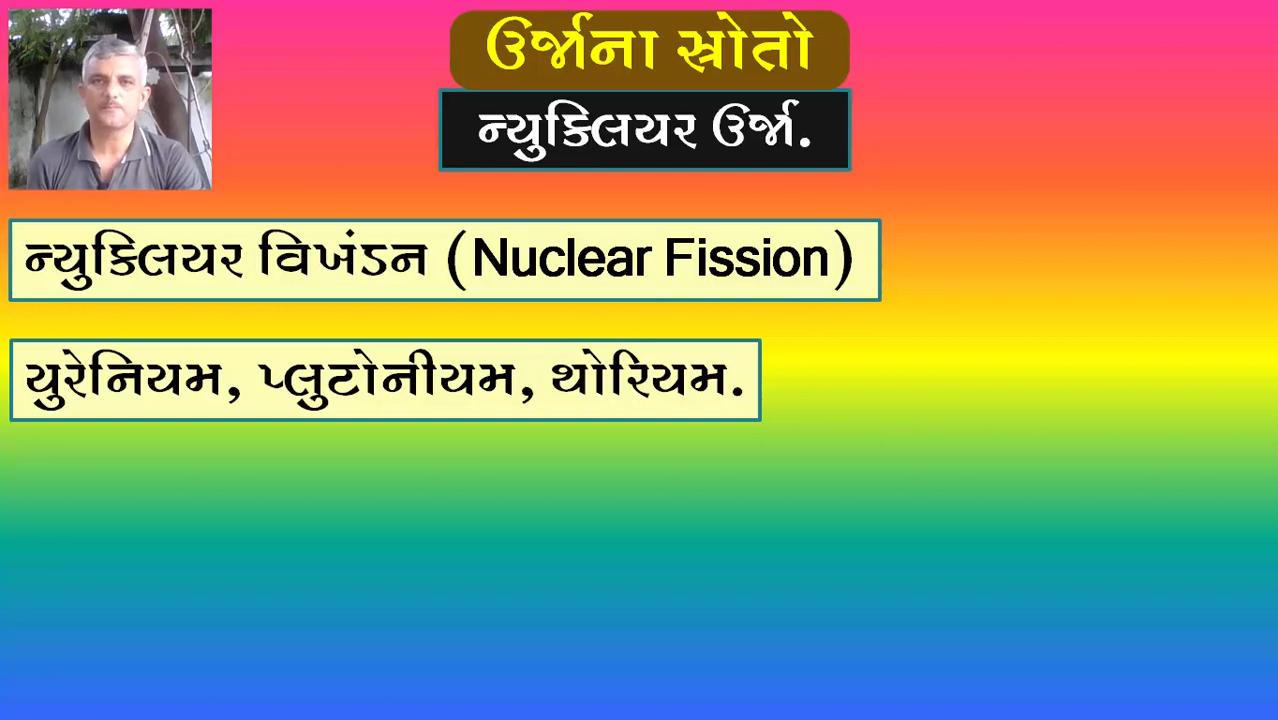 ઉર્જાના સ્રોતો
ન્યુક્લિયર ઉર્જા.
ન્યુક્લિયર વિખંડન (Nuclear Fission)
યુરેનિયમ, પ્લુટોનીયમ, થોરિયમ.